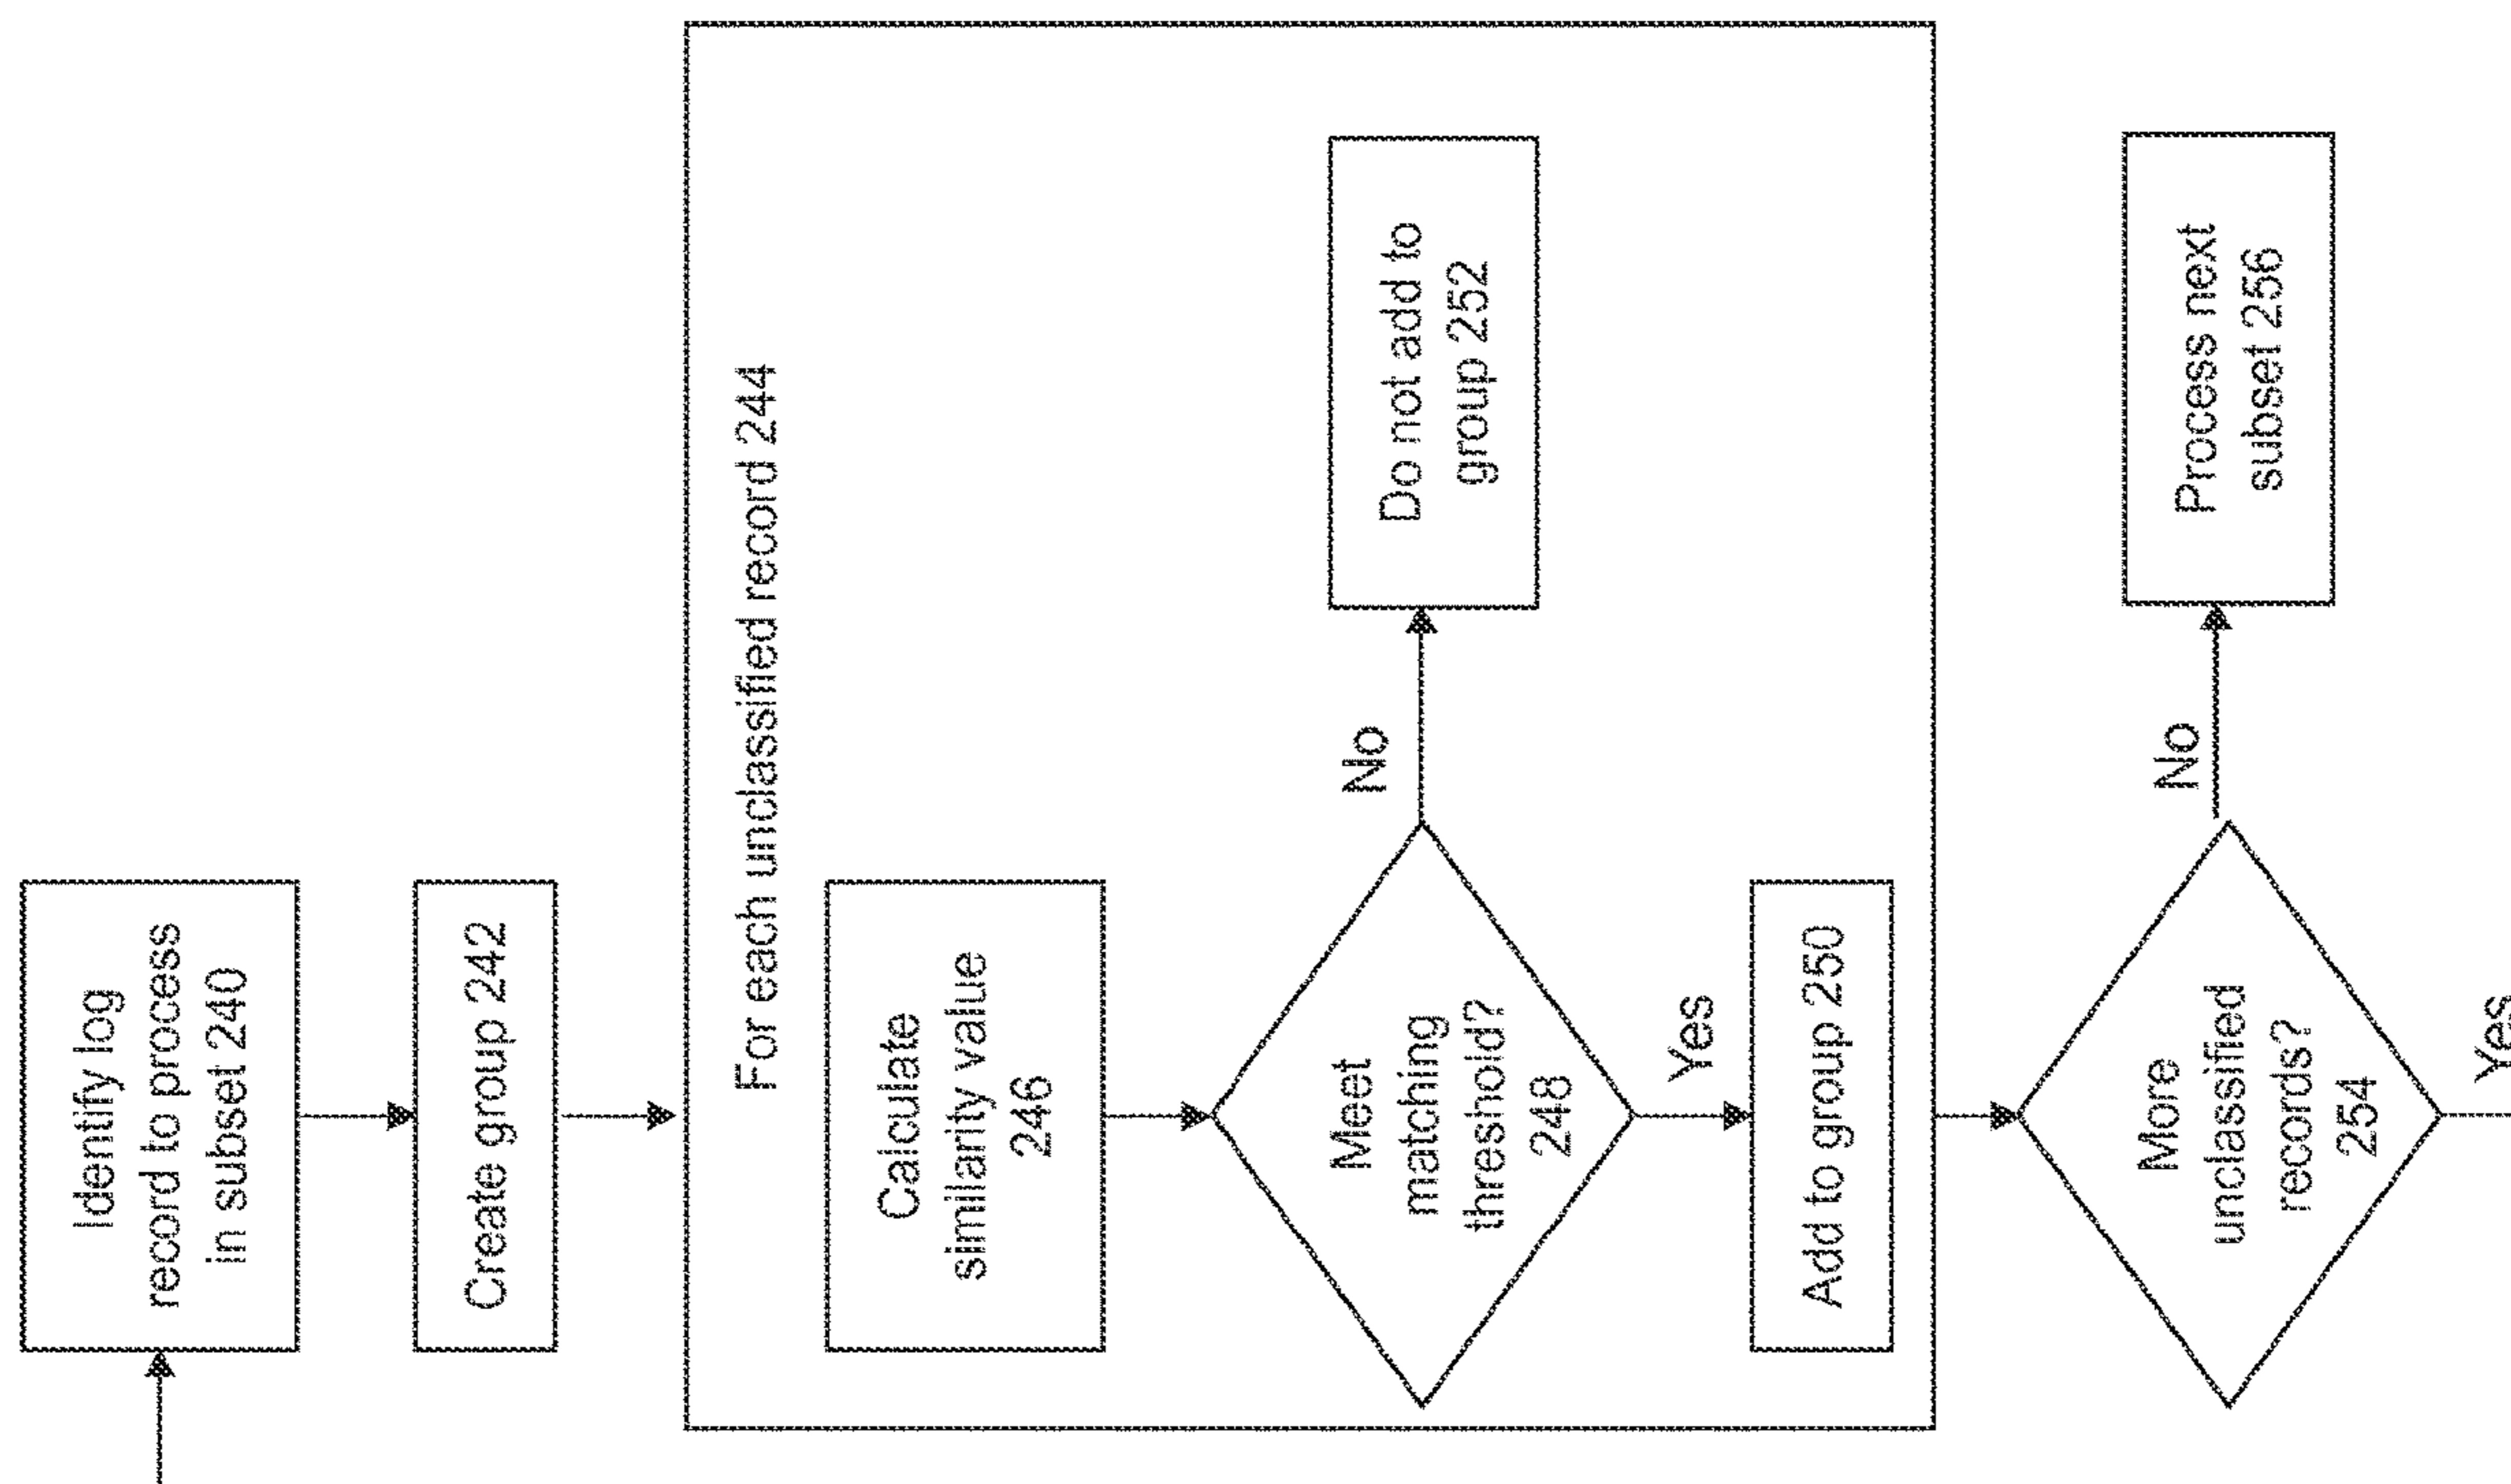 Identify log
record to process
in subset 240
Create group 242
For each unclassified record 244
Calculate
similarity value
246
Meet
matching
threshold?
248
No
Do not add to
group 252
Yes
Add to group 250
More
unclassified
records?
254
No
Process next
subset 256
Yes